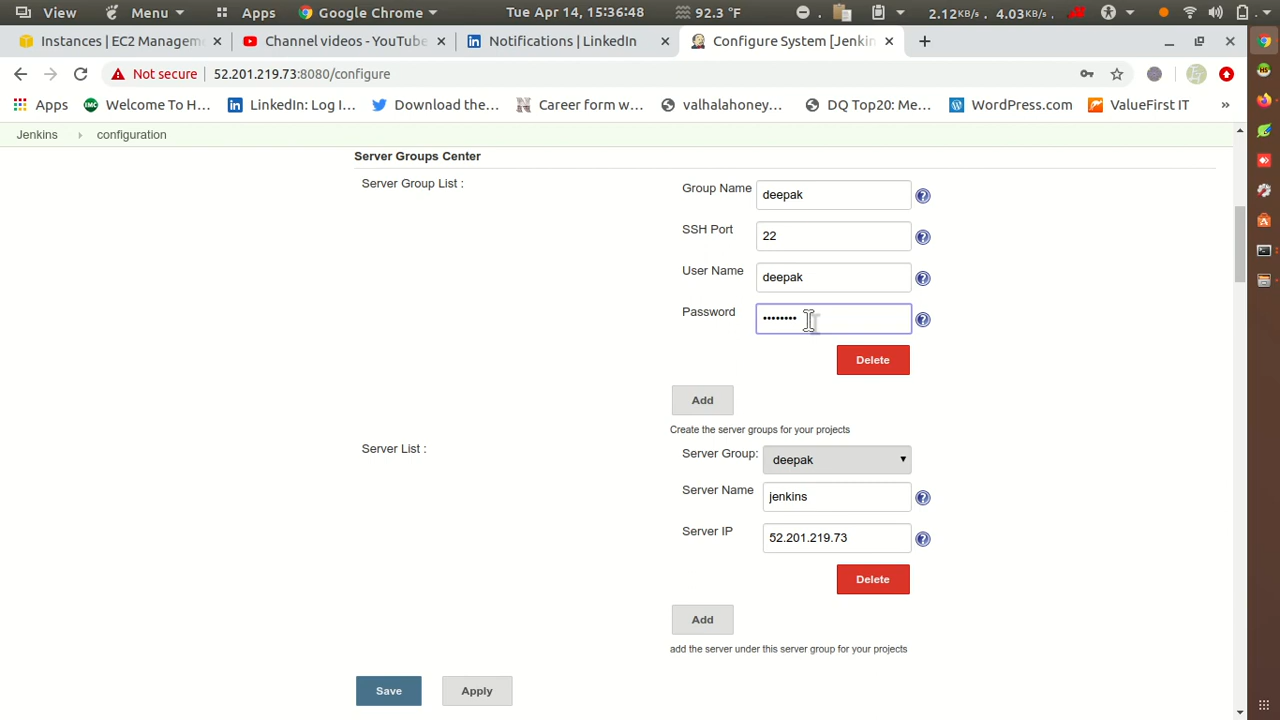 View Menu Apps Google Chrome Tue Apr 14, 15:36:48 92.3 °F 2.12KB/s 4.03KB/s
Instances | EC2 Managem Channel videos - YouTube Notifications | LinkedIn Configure System [Jenkin
Not secure 52.201.219.73:8080/configure
Apps Welcome To H... LinkedIn: Log I... Download the... Career form w... valhalahoney... DQ Top20: Me... WordPress.com ValueFirst IT »
Jenkins configuration
Server Groups Center
Server Group List :
Group Name deepak
SSH Port 22
User Name deepak
Password ••••••••
Delete
Add
Create the server groups for your projects
Server List :
Server Group: deepak
Server Name jenkins
Server IP 52.201.219.73
Delete
Add
add the server under this server group for your projects
Save Apply